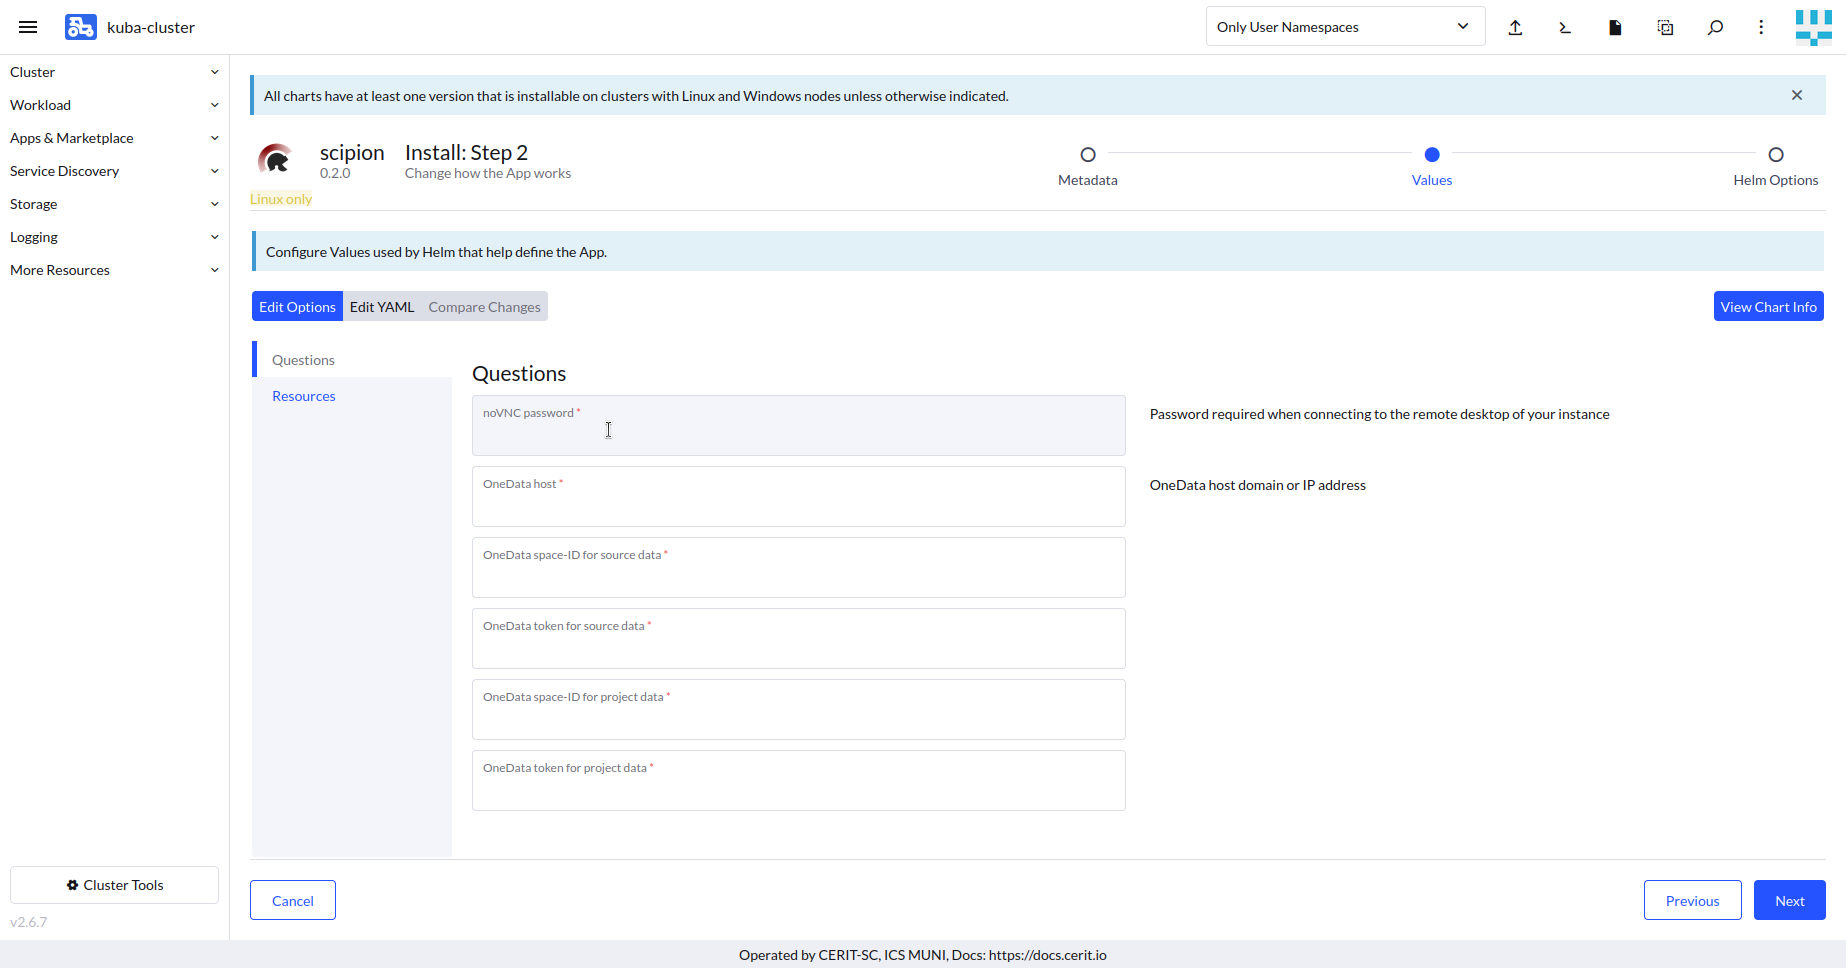 kuba-cluster
Only User Namespaces
Cluster
Workload
Apps & Marketplace
Service Discovery
Storage
Logging
More Resources
Cluster Tools
v2.6.7
All charts have at least one version that is installable on clusters with Linux and Windows nodes unless otherwise indicated.
scipion
0.2.0
Linux only
Install: Step 2
Change how the App works
Metadata
Values
Helm Options
Configure Values used by Helm that help define the App.
Edit Options Edit YAML Compare Changes
View Chart Info
Questions
Resources
Questions
noVNC password *
Password required when connecting to the remote desktop of your instance
OneData host *
OneData host domain or IP address
OneData space-ID for source data *
OneData token for source data *
OneData space-ID for project data *
OneData token for project data *
Cancel
Previous
Next
Operated by CERIT-SC, ICS MUNI, Docs: https://docs.cerit.io